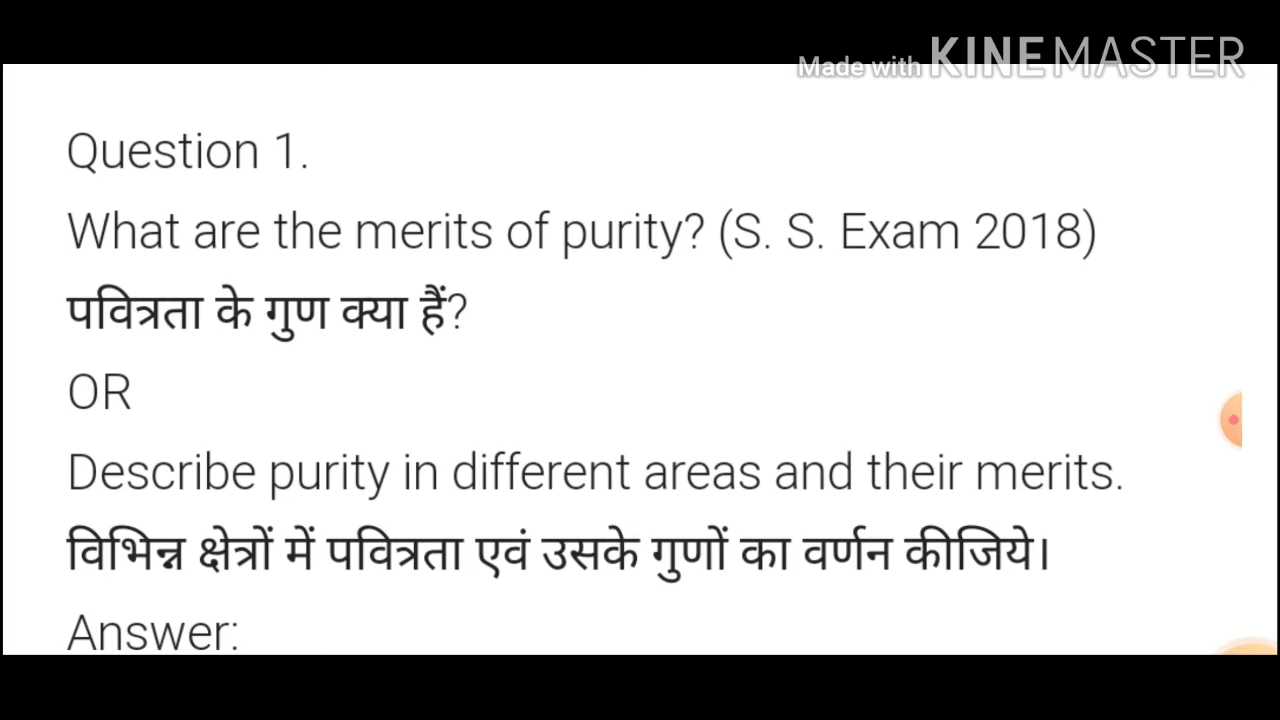 Made with KINEMASTER
Question 1.
What are the merits of purity? (S. S. Exam 2018)
पवित्रता के गुण क्या हैं?
OR
Describe purity in different areas and their merits.
विभिन्न क्षेत्रों में पवित्रता एवं उसके गुणों का वर्णन कीजिये।
Answer: